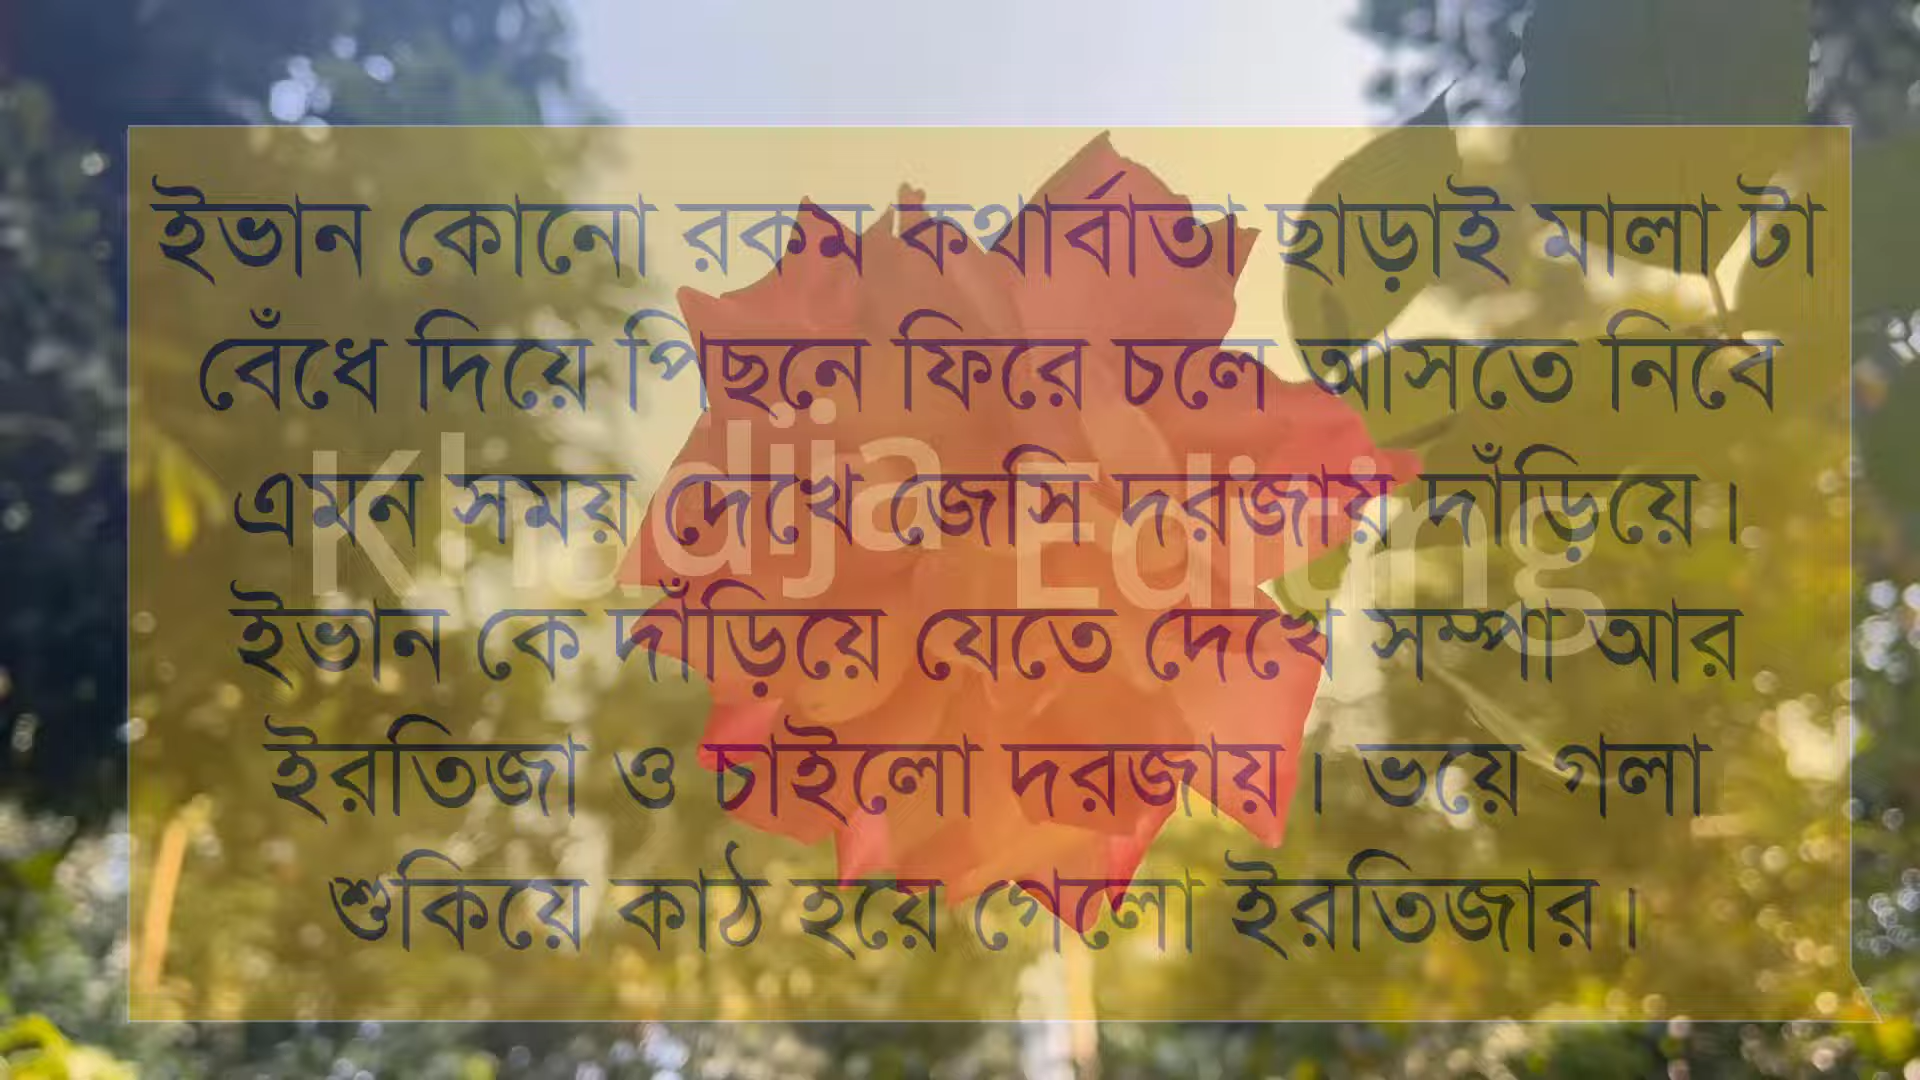 ইভান কোনো রকম কথার্বাতা ছাড়াই মালা টা
বেঁধে দিয়ে পিছনে ফিরে চলে আসতে নিবে
এমন সময় দেখে জেসি দরজায় দাঁড়িয়ে।
ইভান কে দাঁড়িয়ে যেতে দেখে সম্পা আর
ইরতিজা ও চাইলো দরজায়। ভয়ে গলা
শুকিয়ে কাঠ হয়ে গেলো ইরতিজার।
Khadija Editing